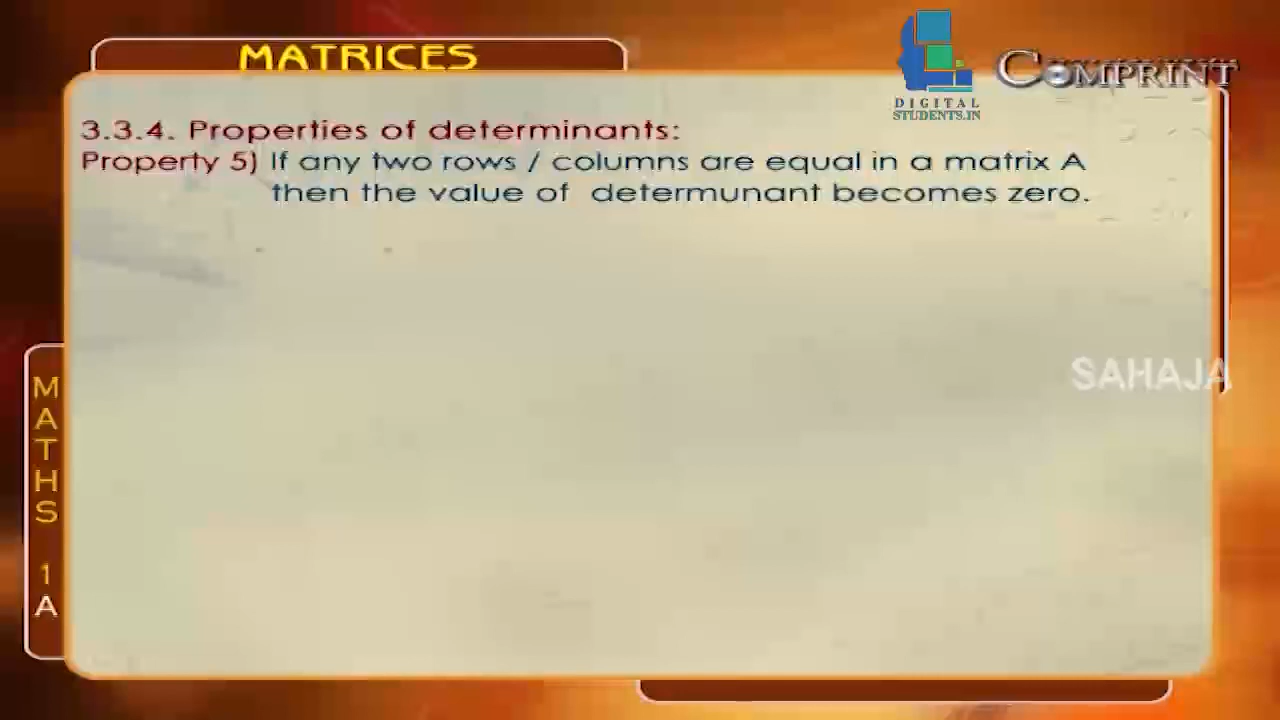 MATRICES
DIGITAL
STUDENTS.IN
COMPRINT
3.3.4. Properties of determinants:
Property 5) If any two rows / columns are equal in a matrix A
then the value of determunant becomes zero.
SAHAJA
MATHS 1A